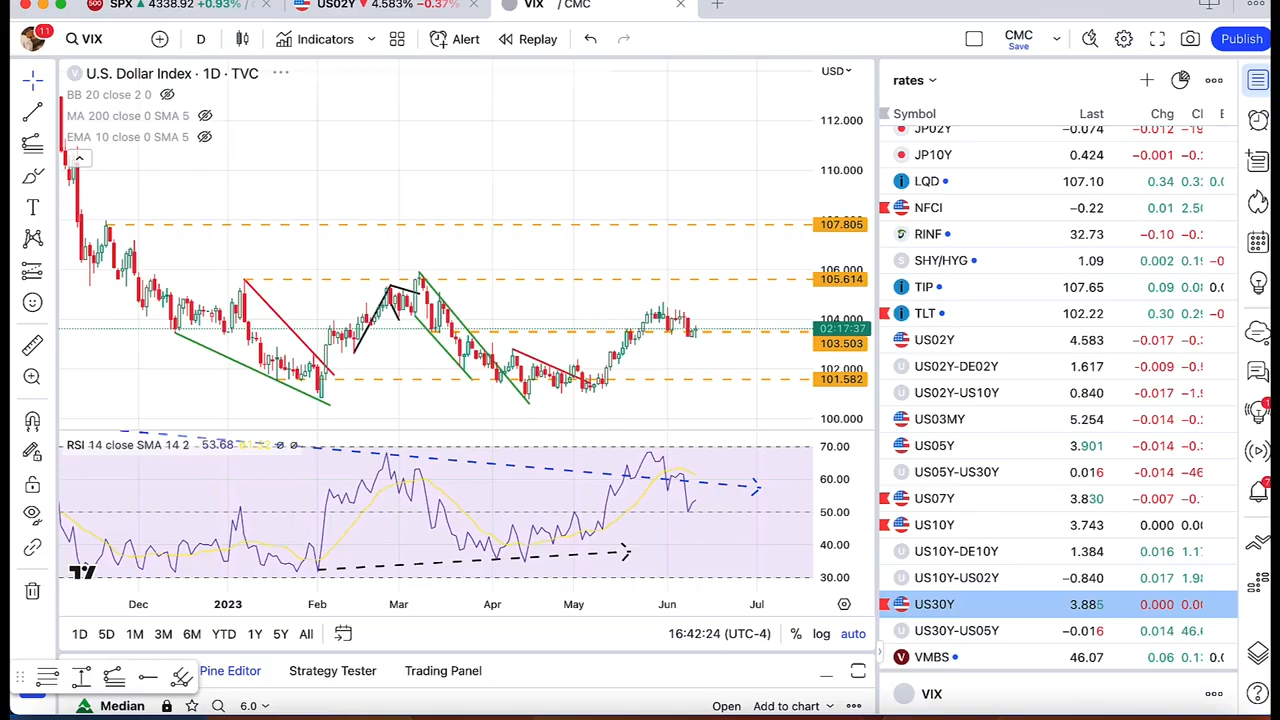 SPX 4338.92 +0.93% / US02Y 4.583% −0.37% VIX / CMC
11 VIX D Indicators Alert Replay CMC Save Publish
U.S. Dollar Index · 1D · TVC
USD
BB 20 close 2 0
MA 200 close 0 SMA 5
EMA 10 close 0 SMA 5
112.000
110.000
107.805
106.000
105.614
104.000
02:17:37
103.503
102.000
101.582
100.000
RSI 14 close SMA 14 2 53.68
70.00
60.00
50.00
40.00
30.00
Dec 2023 Feb Mar Apr May Jun Jul
1D 5D 1M 3M 6M YTD 1Y 5Y All 16:42:24 (UTC-4) % log auto
Pine Editor Strategy Tester Trading Panel
Median 6.0 Open Add to chart
rates
Symbol Last Chg
JP02Y −0.074 −0.012
JP10Y 0.424 −0.001
LQD 107.10 0.34
NFCI −0.22 0.01
RINF 32.73 −0.10
SHY/HYG 1.09 0.002
TIP 107.65 0.09
TLT 102.22 0.30
US02Y 4.583 −0.017
US02Y-DE02Y 1.617 −0.009
US02Y-US10Y 0.840 −0.017
US03MY 5.254 −0.014
US05Y 3.901 −0.014
US05Y-US30Y 0.016 −0.014
US07Y 3.830 −0.007
US10Y 3.743 0.000
US10Y-DE10Y 1.384 0.016
US10Y-US02Y −0.840 0.017
US30Y 3.885 0.000
US30Y-US05Y −0.016 0.014
VMBS 46.07 0.06
VIX